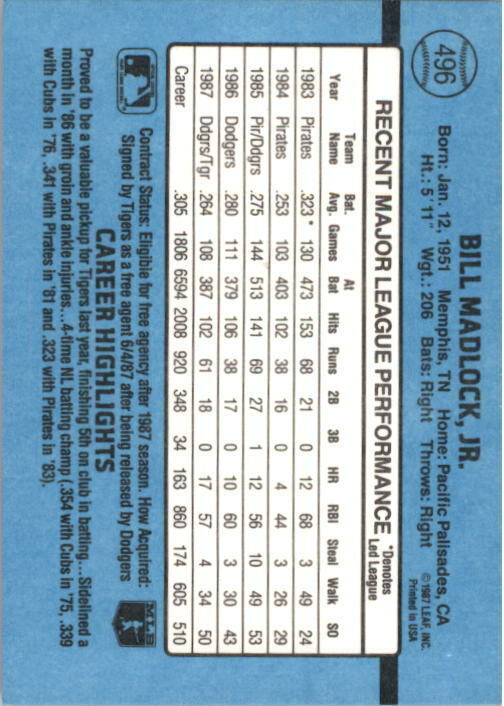 496
BILL MADLOCK, JR.
Born: Jan. 12, 1951 Memphis, TN Home: Pacific Palisades, CA
Ht.: 5'11" Wgt.: 206 Bats: Right Throws: Right
© 1987 LEAF, INC.
Printed in USA
RECENT MAJOR LEAGUE PERFORMANCE *Denotes Led League
Year Team Name Bat. Avg. Games At Bat Hits Runs 2B 3B HR RBI Steal Walk SO
1983 Pirates .323* 130 473 153 68 21 0 12 68 3 49 24
1984 Pirates .253 103 403 102 38 16 0 4 44 3 26 29
1985 Pir/Ddgrs .275 144 513 141 69 27 1 12 56 10 49 53
1986 Dodgers .280 111 379 106 38 17 0 10 60 3 30 43
1987 Ddgrs/Tgr .264 108 387 102 61 18 0 17 57 4 34 50
Career .305 1806 6594 2008 920 348 34 163 860 174 605 510
Contract Status: Eligible for free agency after 1987 season. How Acquired:
Signed by Tigers as a free agent 6/4/87 after being released by Dodgers
MLB
CAREER HIGHLIGHTS
Proved to be a valuable pickup for Tigers last year, finishing 5th on club in batting...Sidelined a
month in '86 with groin and ankle injuries...4-time NL batting champ (.354 with Cubs in '75, .339
with Cubs in '76, .341 with Pirates in '81 and .323 with Pirates in '83).